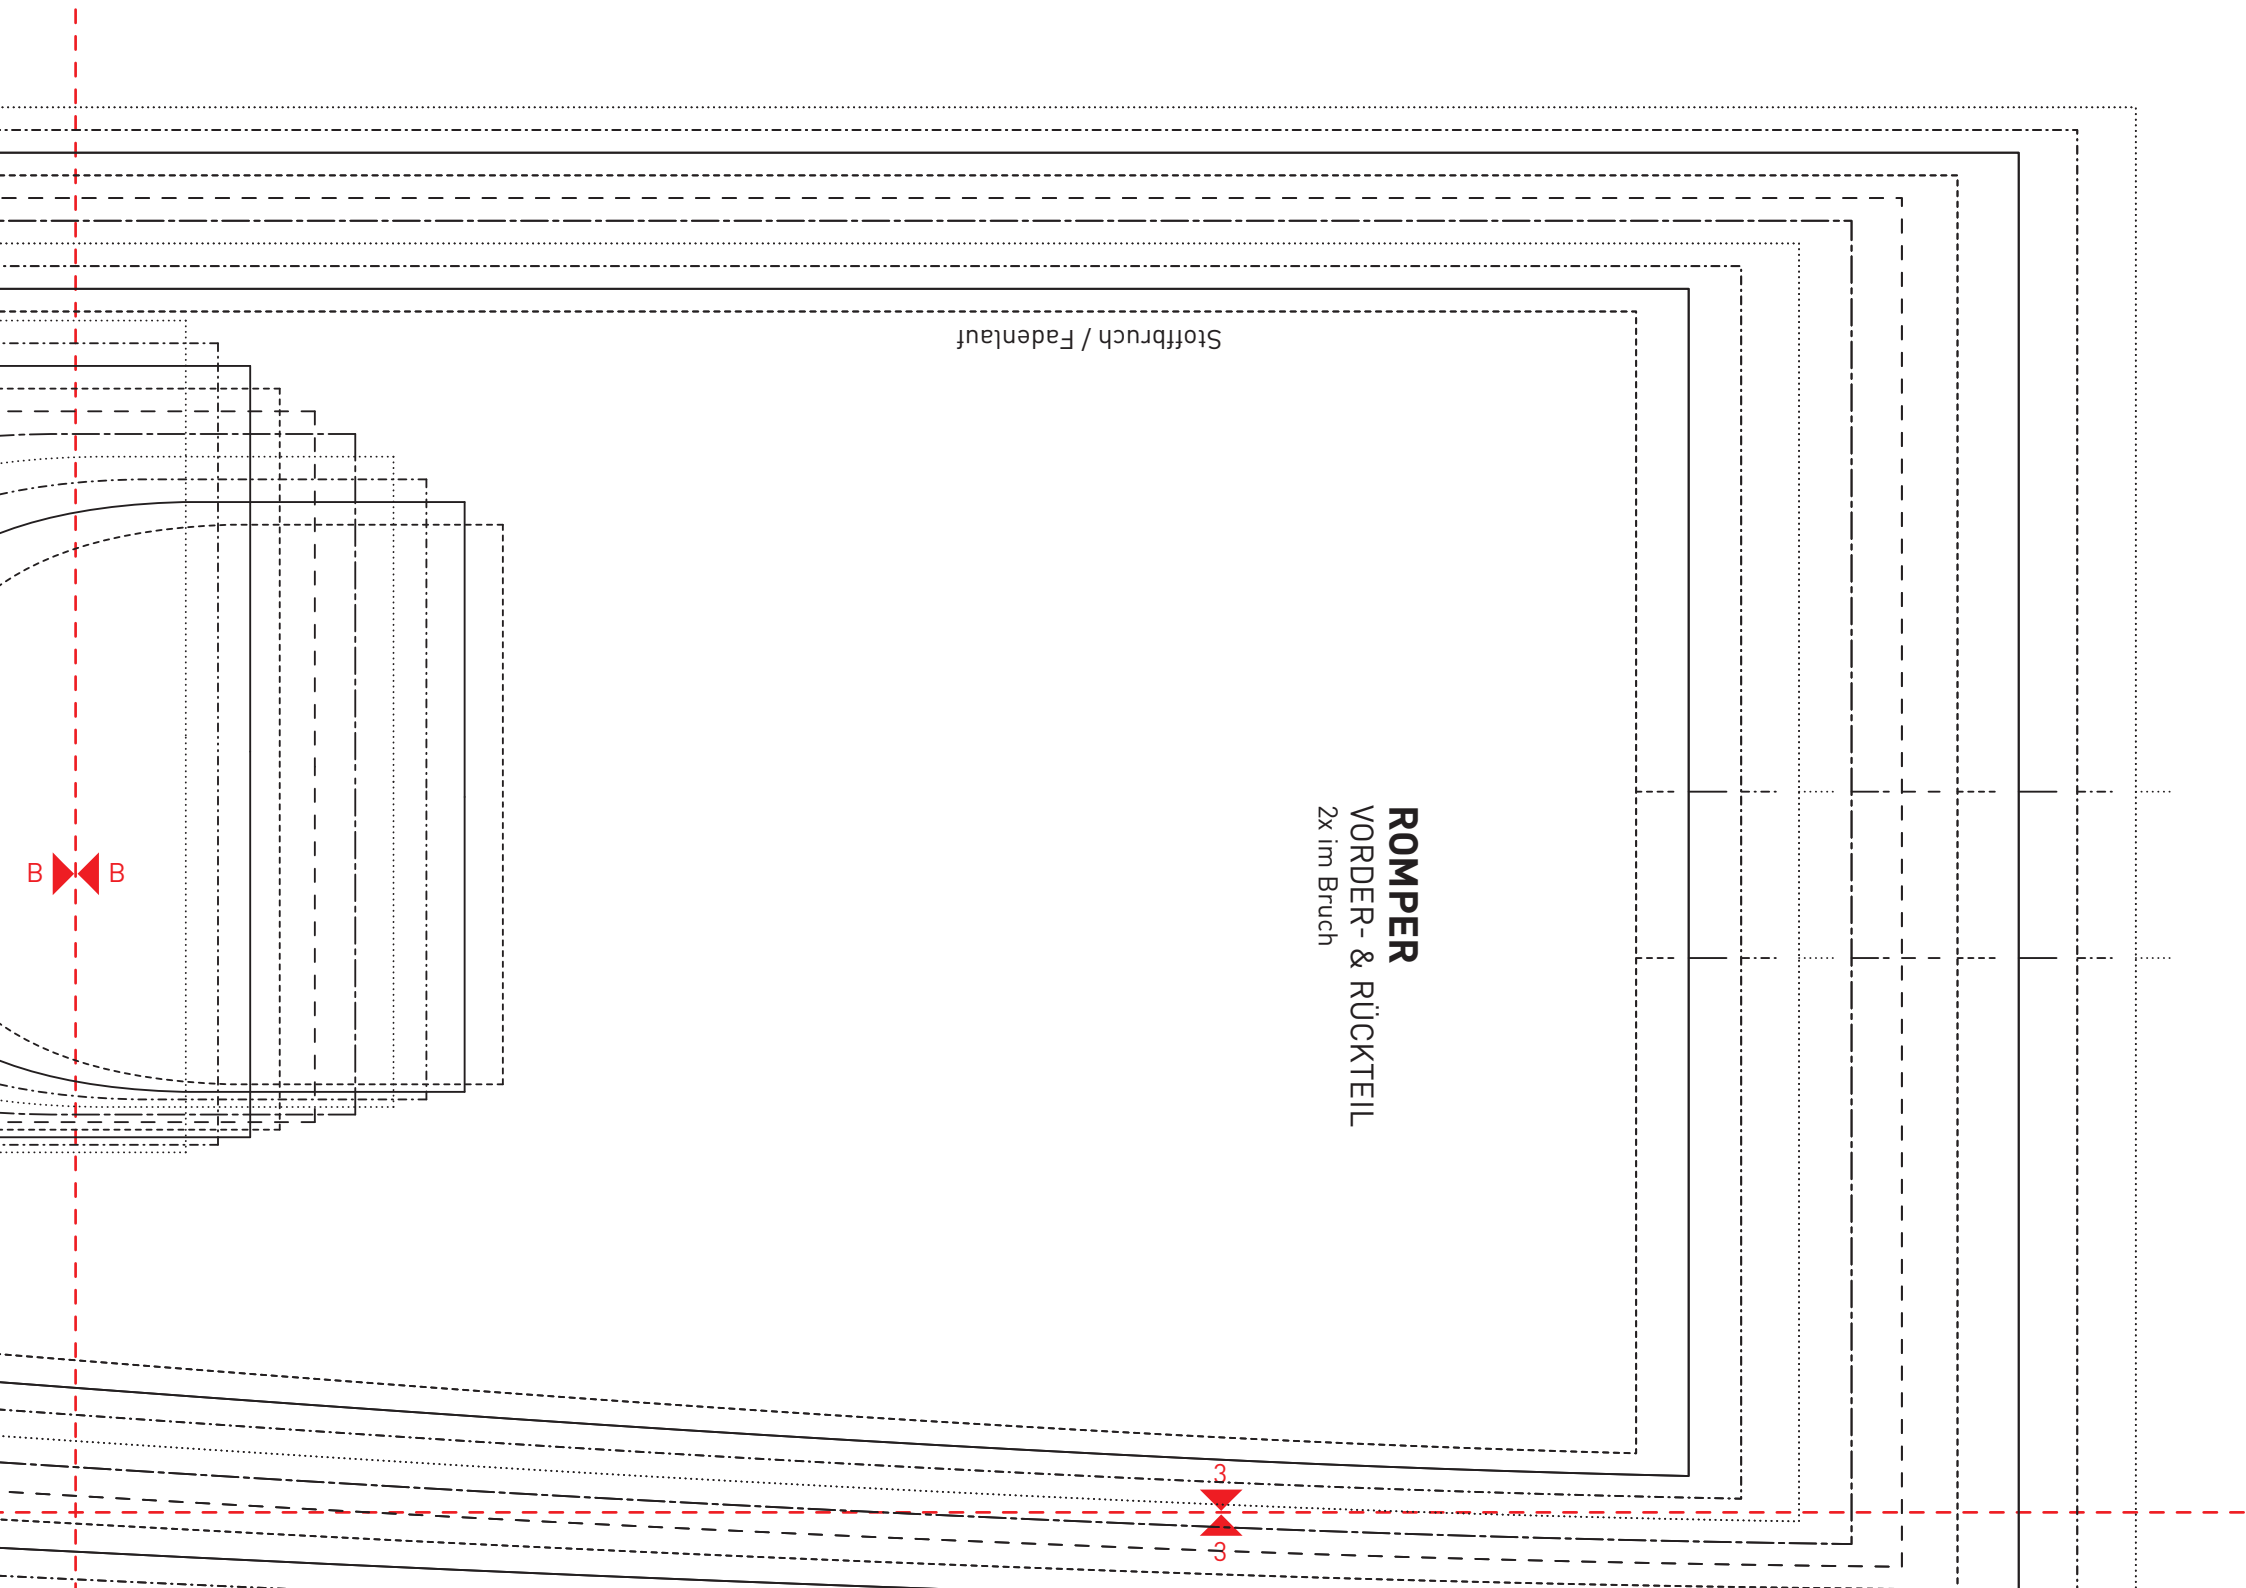 Stoffbruch / Fadenlauf
ROMPER
VORDER- & RÜCKTEIL
2x im Bruch
B B
3
3